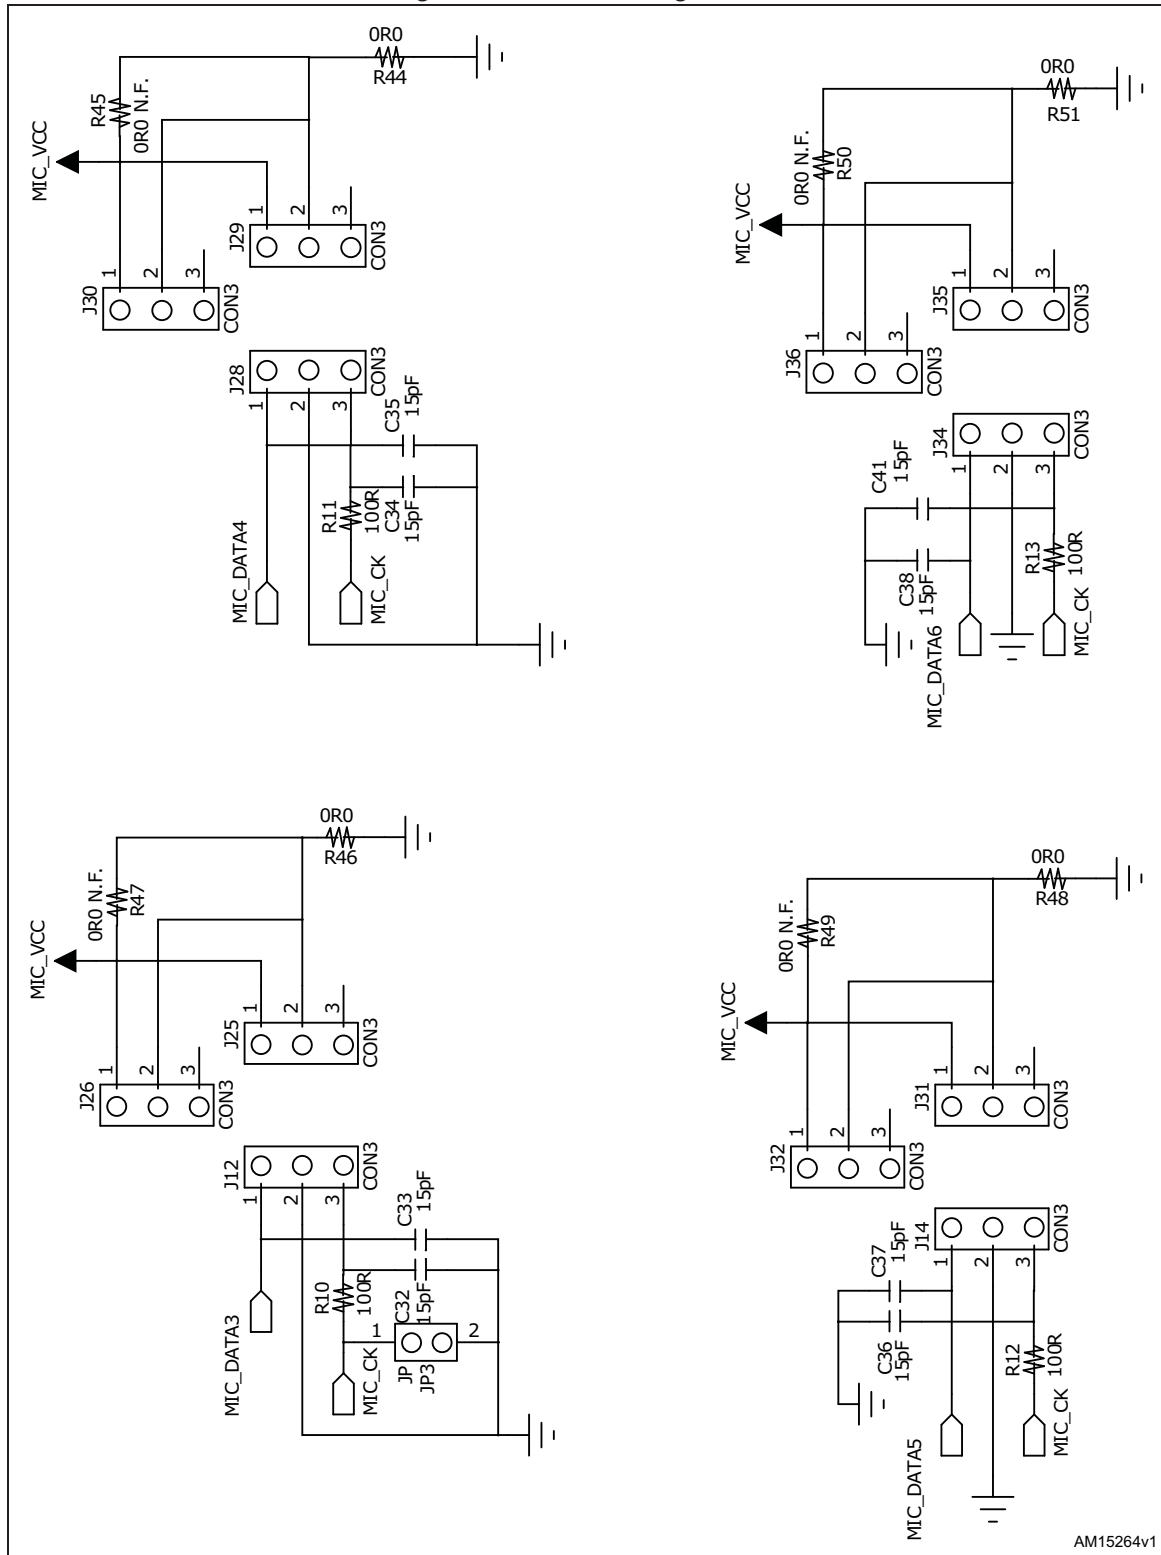 0R0
R44
R45
0R0 N.F.
MIC_VCC
1
2
3
J29
CON3
1
2
3
J30
CON3
J28
CON3
1
2
3
C35
15pF
R11
100R
C34
15pF
MIC_DATA4
MIC_CK
0R0
R51
0R0 N.F.
R50
MIC_VCC
1
2
3
J35
CON3
1
2
3
J36
CON3
J34
CON3
1
2
3
C41
15pF
R13
100R
C38
15pF
MIC_DATA6
MIC_CK
0R0
R46
0R0 N.F.
R47
MIC_VCC
1
2
3
J25
CON3
1
2
3
J26
CON3
J12
CON3
1
2
3
C33
15pF
R10
100R
C32
15pF
1
2
JP
JP3
MIC_DATA3
MIC_CK
0R0
R48
0R0 N.F.
R49
MIC_VCC
1
2
3
J31
CON3
1
2
3
J32
CON3
J14
CON3
1
2
3
C37
15pF
C36
15pF
R12
100R
MIC_DATA5
MIC_CK
AM15264v1